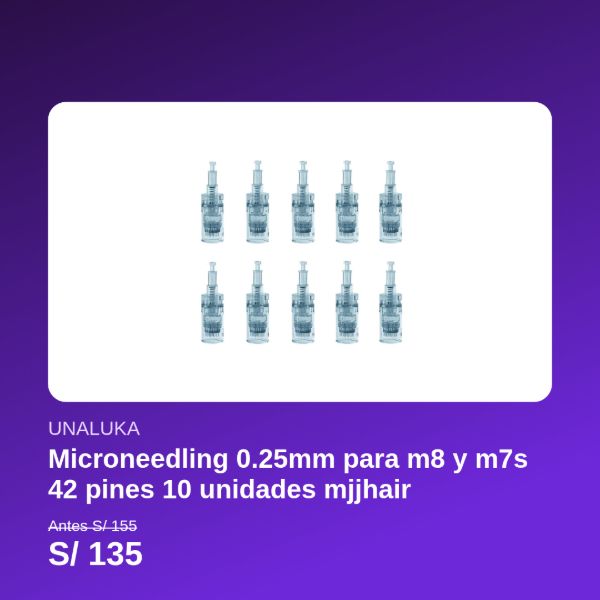 UNALUKA
Microneedling 0.25mm para m8 y m7s
42 pines 10 unidades mjjhair
Antes S/ 155
S/ 135